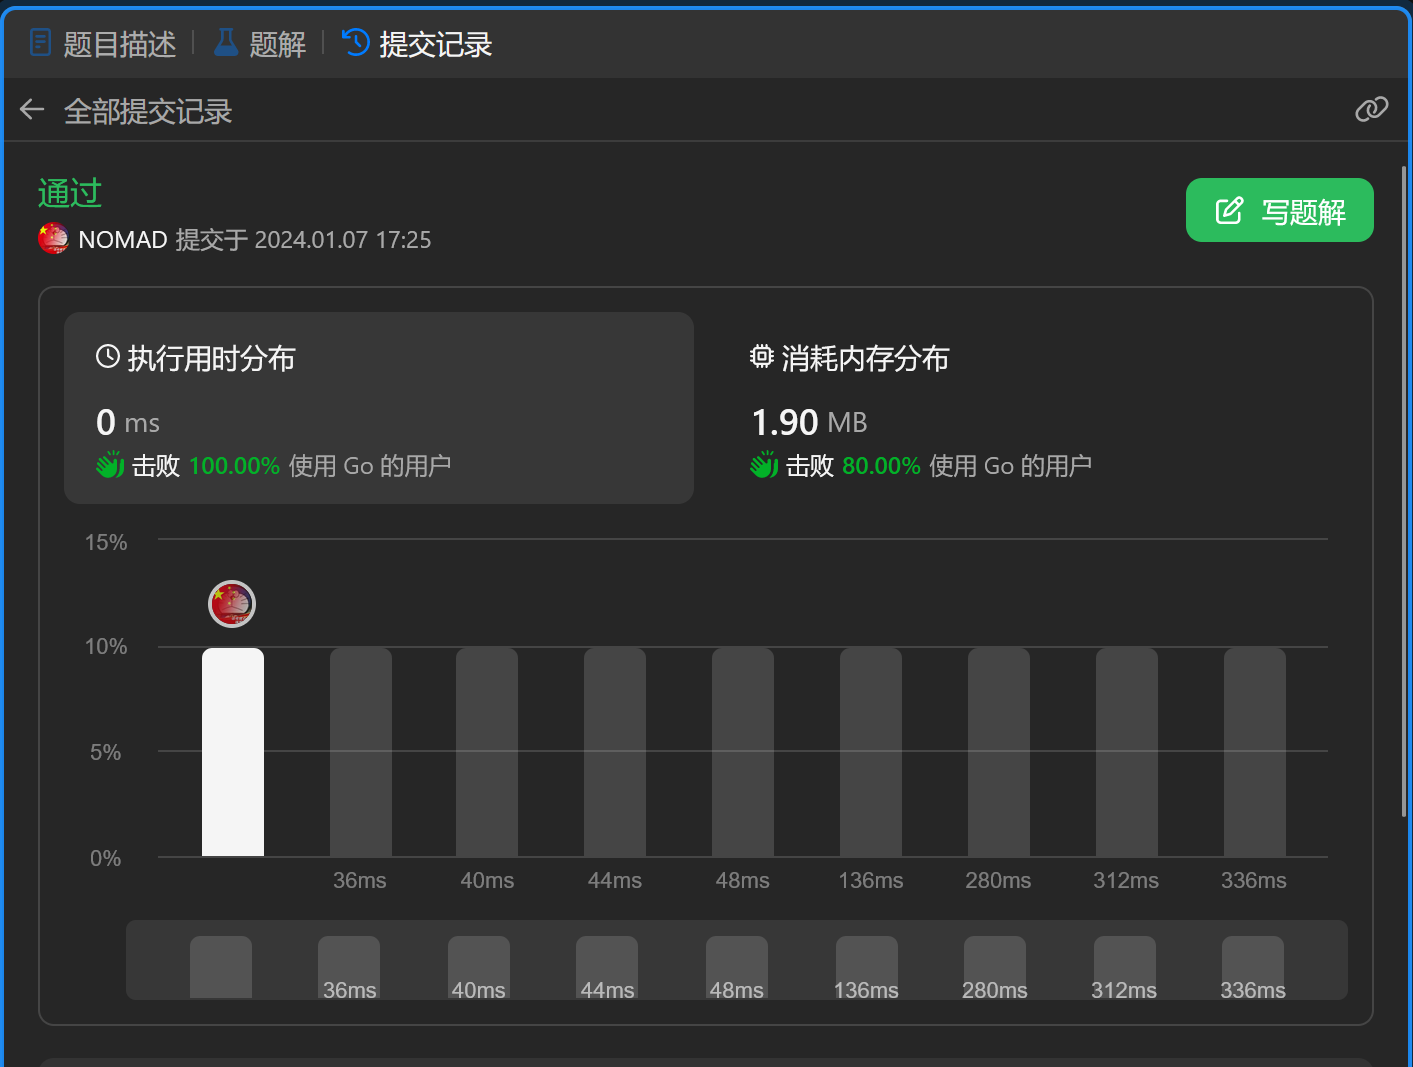 题目描述 题解 提交记录
全部提交记录
通过
NOMAD 提交于 2024.01.07 17:25
写题解
执行用时分布
0 ms
击败 100.00% 使用 Go 的用户
消耗内存分布
1.90 MB
击败 80.00% 使用 Go 的用户
15%
10%
5%
0%
36ms 40ms 44ms 48ms 136ms 280ms 312ms 336ms
36ms 40ms 44ms 48ms 136ms 280ms 312ms 336ms